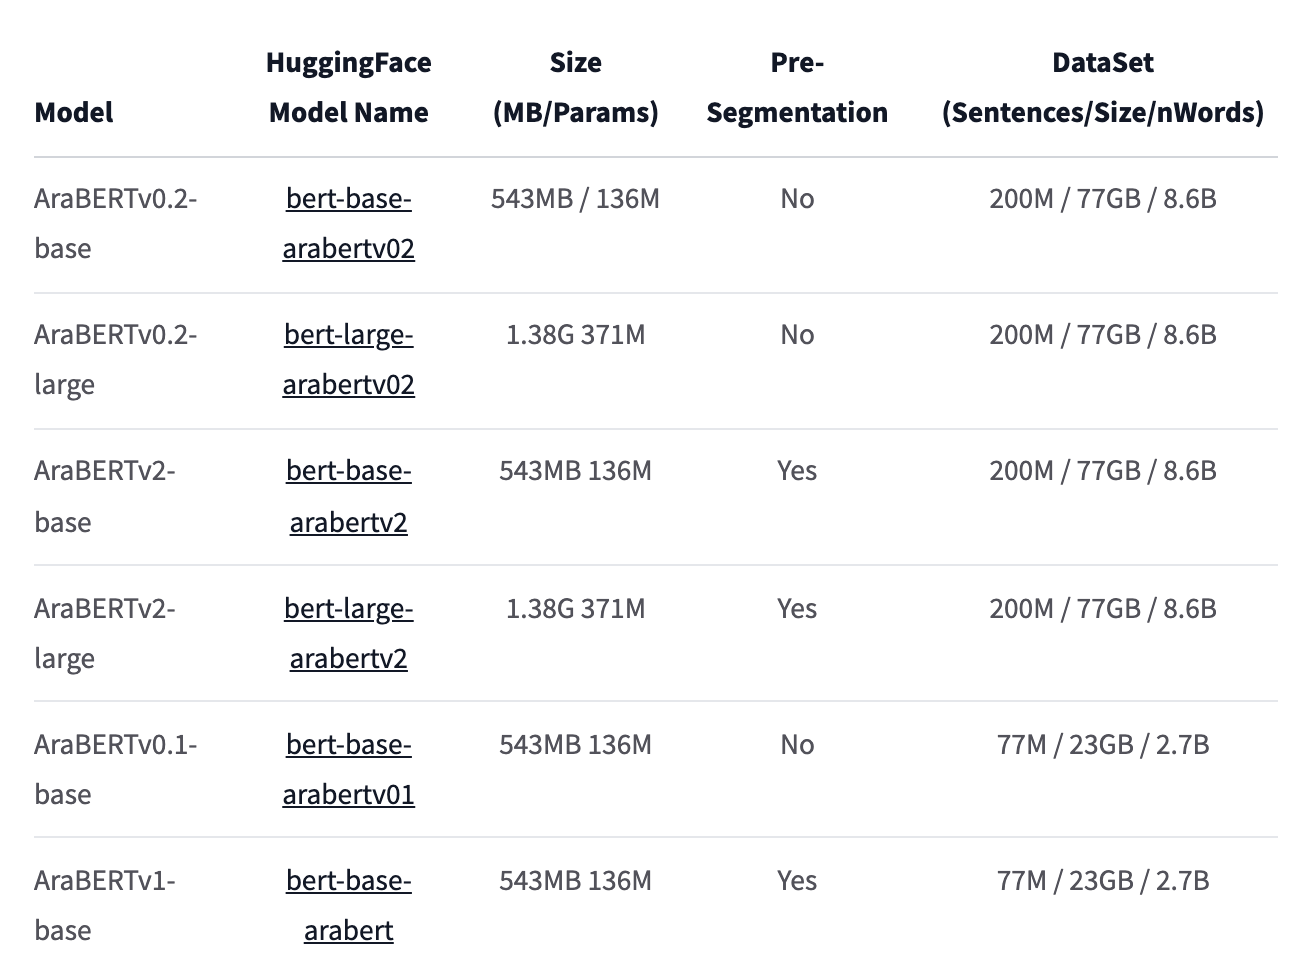 Model | HuggingFace Model Name | Size (MB/Params) | Pre-Segmentation | DataSet (Sentences/Size/nWords)
AraBERTv0.2-base | bert-base-arabertv02 | 543MB / 136M | No | 200M / 77GB / 8.6B
AraBERTv0.2-large | bert-large-arabertv02 | 1.38G 371M | No | 200M / 77GB / 8.6B
AraBERTv2-base | bert-base-arabertv2 | 543MB 136M | Yes | 200M / 77GB / 8.6B
AraBERTv2-large | bert-large-arabertv2 | 1.38G 371M | Yes | 200M / 77GB / 8.6B
AraBERTv0.1-base | bert-base-arabertv01 | 543MB 136M | No | 77M / 23GB / 2.7B
AraBERTv1-base | bert-base-arabert | 543MB 136M | Yes | 77M / 23GB / 2.7B